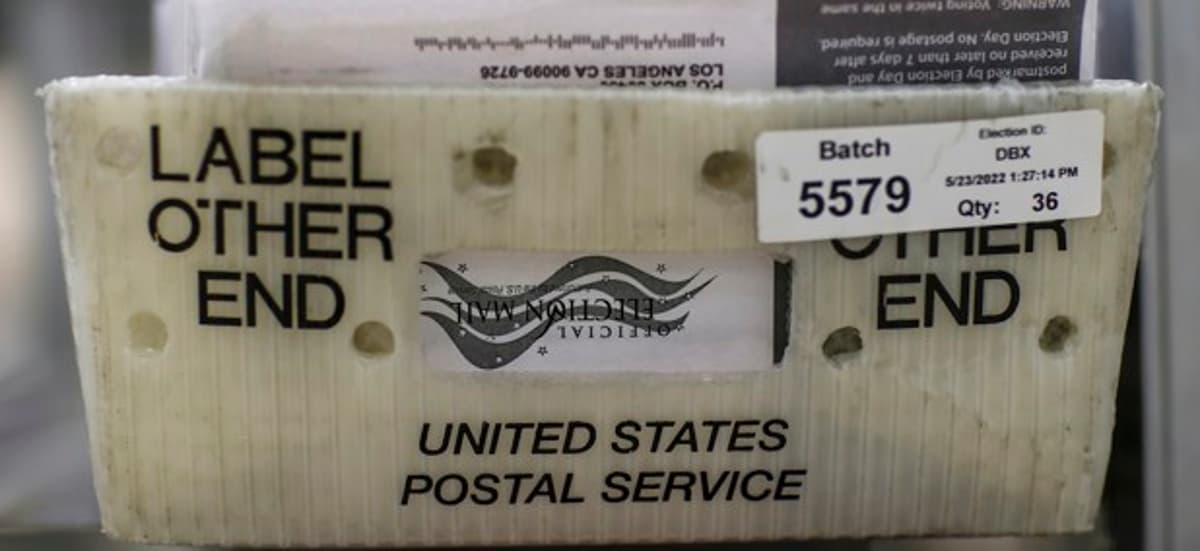 P.O. BOX
LOS ANGELES CA 90099-9726
postmarked by Election Day and
received no later than 7 days after
Election Day. No postage is required.
WARNING: Voting twice in the same
LABEL
OTHER
END
Batch
5579
Election ID:
DBX
5/23/2022 1:27:14 PM
Qty: 36
OTHER
END
OFFICIAL
ELECTION MAIL
UNITED STATES
POSTAL SERVICE